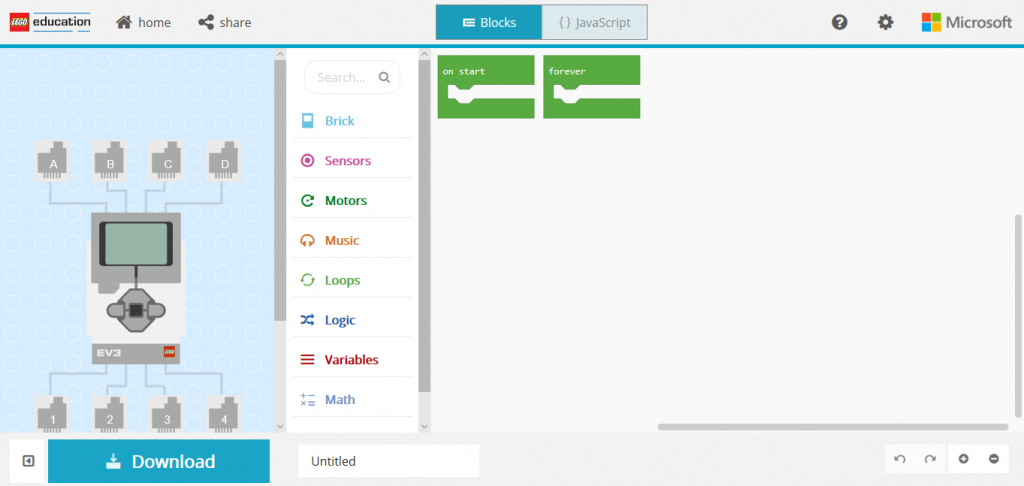 LEGO education
home
share
Blocks
{ } JavaScript
Microsoft
A
B
C
D
EV3
LEGO
1
2
3
4
Search...
Brick
Sensors
Motors
Music
Loops
Logic
Variables
Math
on start
forever
Download
Untitled